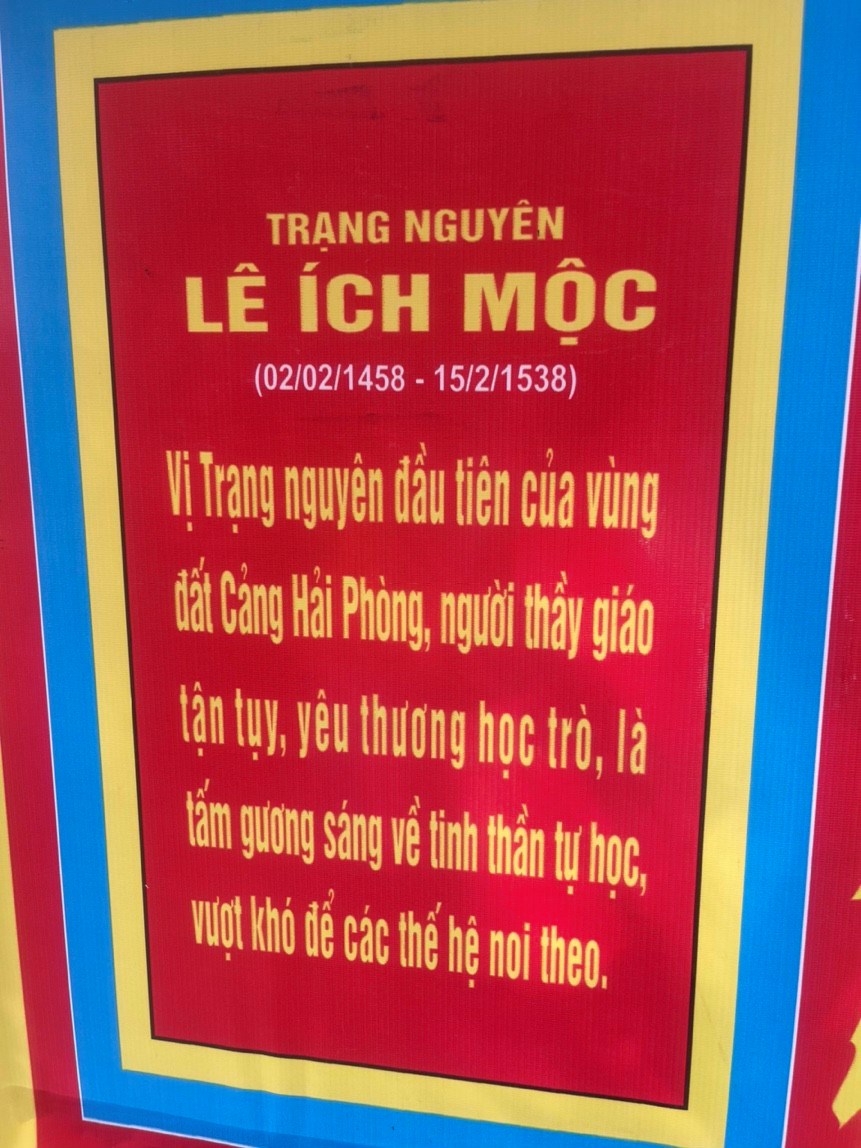 TRẠNG NGUYÊN
LÊ ÍCH MỘC
(02/02/1458 - 15/2/1538)
Vị Trạng nguyên đầu tiên của vùng
đất Cảng Hải Phòng, người thầy giáo
tận tụy, yêu thương học trò, là
tấm gương sáng về tinh thần tự học,
vượt khó để các thế hệ noi theo.